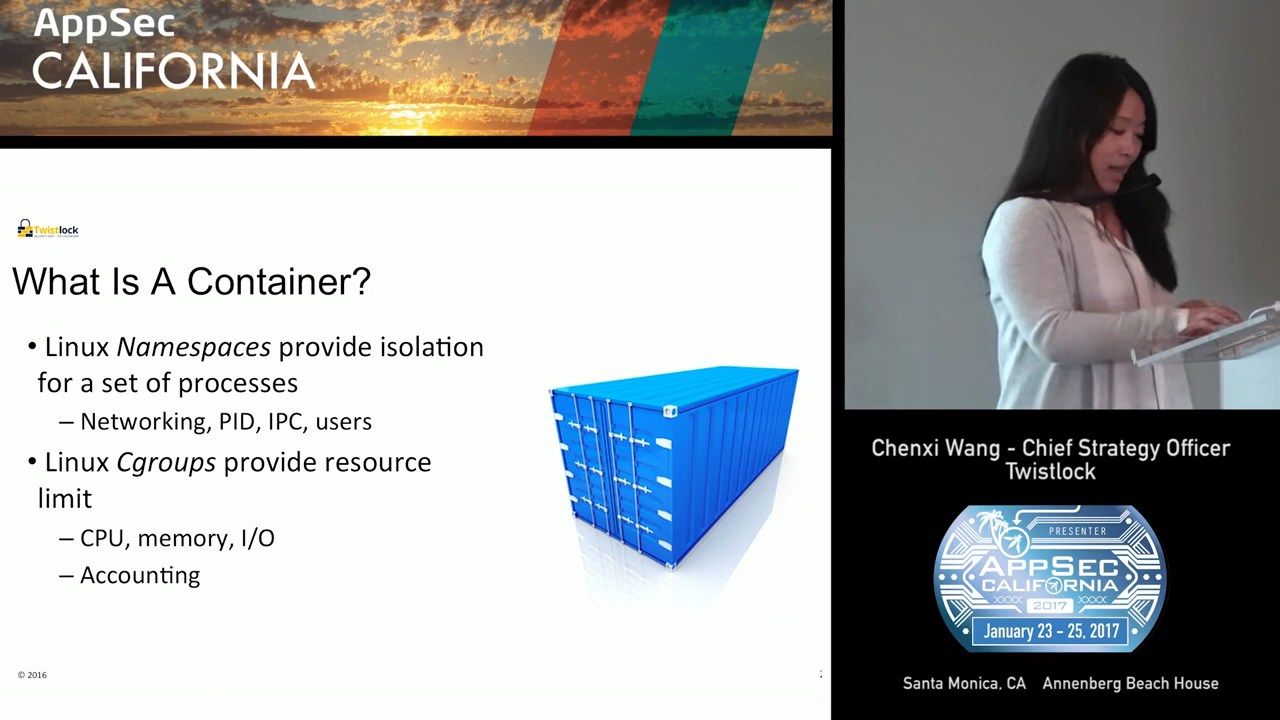 AppSec
CALIFORNIA
Twistlock
What Is A Container?
• Linux Namespaces provide isolation
for a set of processes
– Networking, PID, IPC, users
• Linux Cgroups provide resource
limit
– CPU, memory, I/O
– Accounting
© 2016
Chenxi Wang - Chief Strategy Officer
Twistlock
PRESENTER
APPSEC
CALIFORNIA
2017
January 23 - 25, 2017
Santa Monica, CA Annenberg Beach House